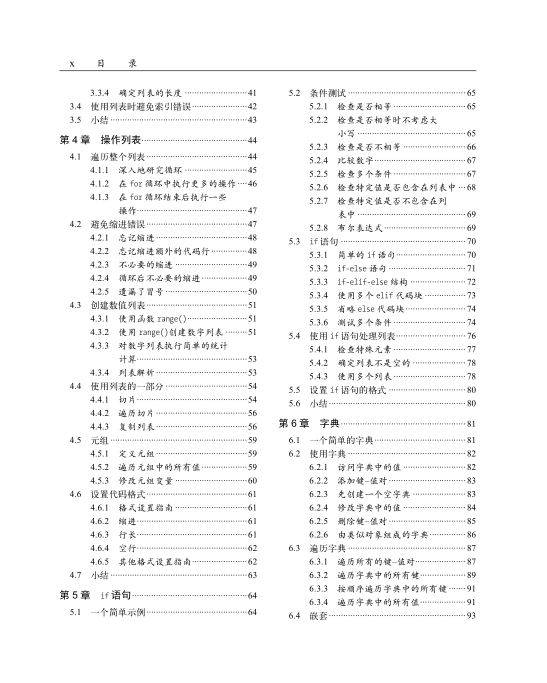 x 目 录
3.3.4 确定列表的长度 41
3.4 使用列表时避免索引错误 42
3.5 小结 43
第 4 章 操作列表 44
4.1 遍历整个列表 44
4.1.1 深入地研究循环 45
4.1.2 在 for 循环中执行更多的操作 46
4.1.3 在 for 循环结束后执行一些
操作 47
4.2 避免缩进错误 47
4.2.1 忘记缩进 48
4.2.2 忘记缩进额外的代码行 48
4.2.3 不必要的缩进 49
4.2.4 循环后不必要的缩进 49
4.2.5 遗漏了冒号 50
4.3 创建数值列表 51
4.3.1 使用函数 range() 51
4.3.2 使用 range()创建数字列表 51
4.3.3 对数字列表执行简单的统计
计算 53
4.3.4 列表解析 53
4.4 使用列表的一部分 54
4.4.1 切片 54
4.4.2 遍历切片 56
4.4.3 复制列表 56
4.5 元组 59
4.5.1 定义元组 59
4.5.2 遍历元组中的所有值 59
4.5.3 修改元组变量 60
4.6 设置代码格式 61
4.6.1 格式设置指南 61
4.6.2 缩进 61
4.6.3 行长 61
4.6.4 空行 62
4.6.5 其他格式设置指南 62
4.7 小结 63
第 5 章 if 语句 64
5.1 一个简单示例 64
5.2 条件测试 65
5.2.1 检查是否相等 65
5.2.2 检查是否相等时不考虑大
小写 65
5.2.3 检查是否不相等 66
5.2.4 比较数字 67
5.2.5 检查多个条件 67
5.2.6 检查特定值是否包含在列表中 68
5.2.7 检查特定值是否不包含在列
表中 69
5.2.8 布尔表达式 69
5.3 if 语句 70
5.3.1 简单的 if 语句 70
5.3.2 if-else 语句 71
5.3.3 if-elif-else 结构 72
5.3.4 使用多个 elif 代码块 73
5.3.5 省略 else 代码块 74
5.3.6 测试多个条件 74
5.4 使用 if 语句处理列表 76
5.4.1 检查特殊元素 77
5.4.2 确定列表不是空的 78
5.4.3 使用多个列表 78
5.5 设置 if 语句的格式 80
5.6 小结 80
第 6 章 字典 81
6.1 一个简单的字典 81
6.2 使用字典 82
6.2.1 访问字典中的值 82
6.2.2 添加键–值对 83
6.2.3 先创建一个空字典 83
6.2.4 修改字典中的值 84
6.2.5 删除键–值对 85
6.2.6 由类似对象组成的字典 86
6.3 遍历字典 87
6.3.1 遍历所有的键–值对 87
6.3.2 遍历字典中的所有键 89
6.3.3 按顺序遍历字典中的所有键 91
6.3.4 遍历字典中的所有值 91
6.4 嵌套 93